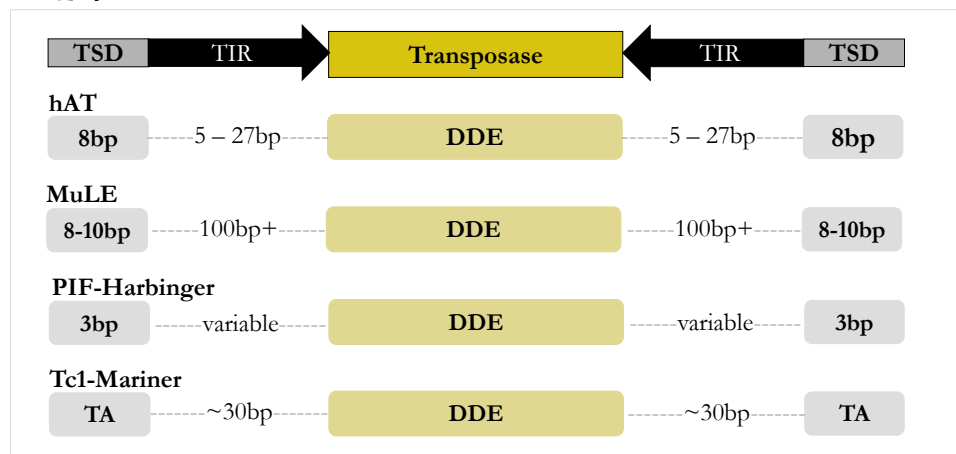 TSD TIR Transposase TIR TSD
hAT
8bp 5 – 27bp DDE 5 – 27bp 8bp
MuLE
8-10bp 100bp+ DDE 100bp+ 8-10bp
PIF-Harbinger
3bp variable DDE variable 3bp
Tc1-Mariner
TA ~30bp DDE ~30bp TA